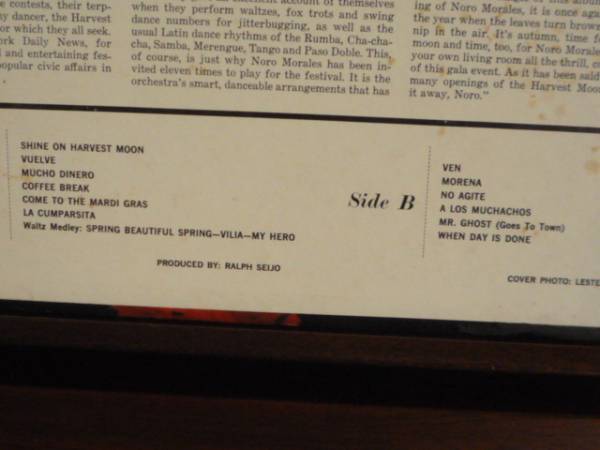 e contests, their terp-
y dancer, the Harvest
or which they all seek.
rk Daily News, for
l and entertaining fes-
opular civic affairs in
account of themselves
when they perform waltzes, fox trots and swing
dance numbers for jitterbugging, as well as the
usual Latin dance rhythms of the Rumba, Cha-cha-
cha, Samba, Merengue, Tango and Paso Doble. This,
of course, is just why Noro Morales has been in-
vited eleven times to play for the festival. It is the
orchestra's smart, danceable arrangements that has
ing of Noro Morales, it is once aga
the year when the leaves turn brown
nip in the air. It's autumn, time f
moon and time, too, for Noro Morale
your own living room all the thrill, co
of this gala event. As it has been said
many openings of the Harvest Moo
it away, Noro."
SHINE ON HARVEST MOON
VUELVE
MUCHO DINERO
COFFEE BREAK
COME TO THE MARDI GRAS
LA CUMPARSITA
Waltz Medley: SPRING BEAUTIFUL SPRING—VILIA—MY HERO
PRODUCED BY: RALPH SEIJO
Side B
VEN
MORENA
NO AGITE
A LOS MUCHACHOS
MR. GHOST (Goes To Town)
WHEN DAY IS DONE
COVER PHOTO: LESTE